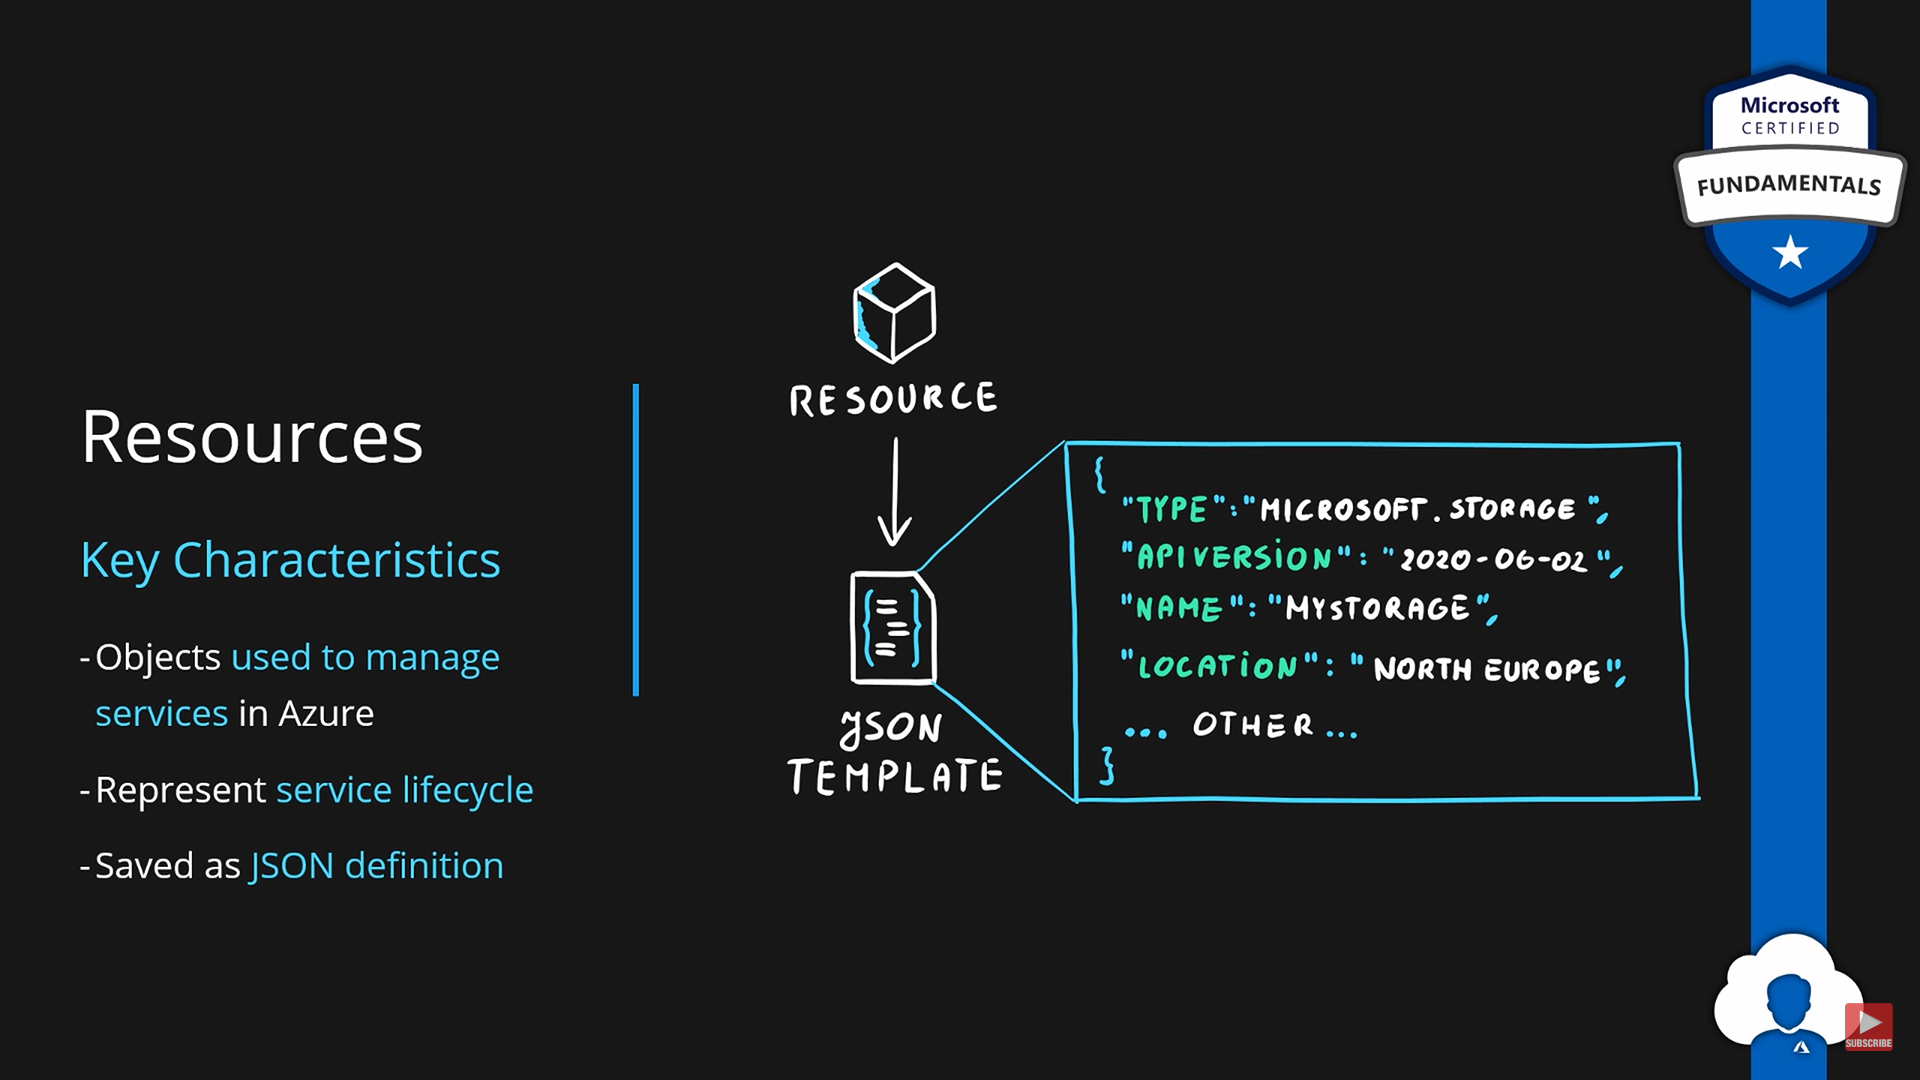 Microsoft
CERTIFIED
FUNDAMENTALS
Resources
Key Characteristics
- Objects used to manage
services in Azure
- Represent service lifecycle
- Saved as JSON definition
RESOURCE
JSON
TEMPLATE
{
"TYPE":"MICROSOFT.STORAGE",
"APIVERSION": "2020-06-02",
"NAME":"MYSTORAGE",
"LOCATION": "NORTH EUROPE",
... OTHER ...
}
SUBSCRIBE